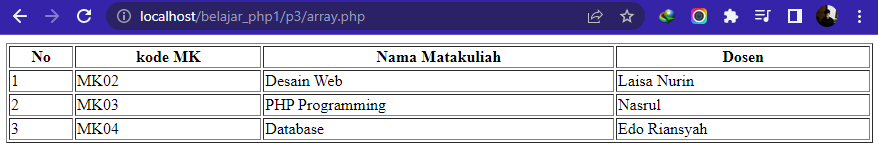 localhost/belajar_php1/p3/array.php
No kode MK Nama Matakuliah Dosen
1 MK02 Desain Web Laisa Nurin
2 MK03 PHP Programming Nasrul
3 MK04 Database Edo Riansyah